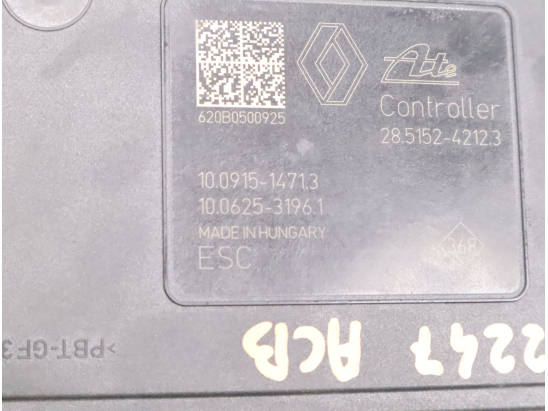 620B0500925
Ate
Controller
28.5152-4212.3
10.0915-1471.3
10.0625-3196.1
MADE IN HUNGARY
ESC
368
>PBT-GF3
2247 ACB